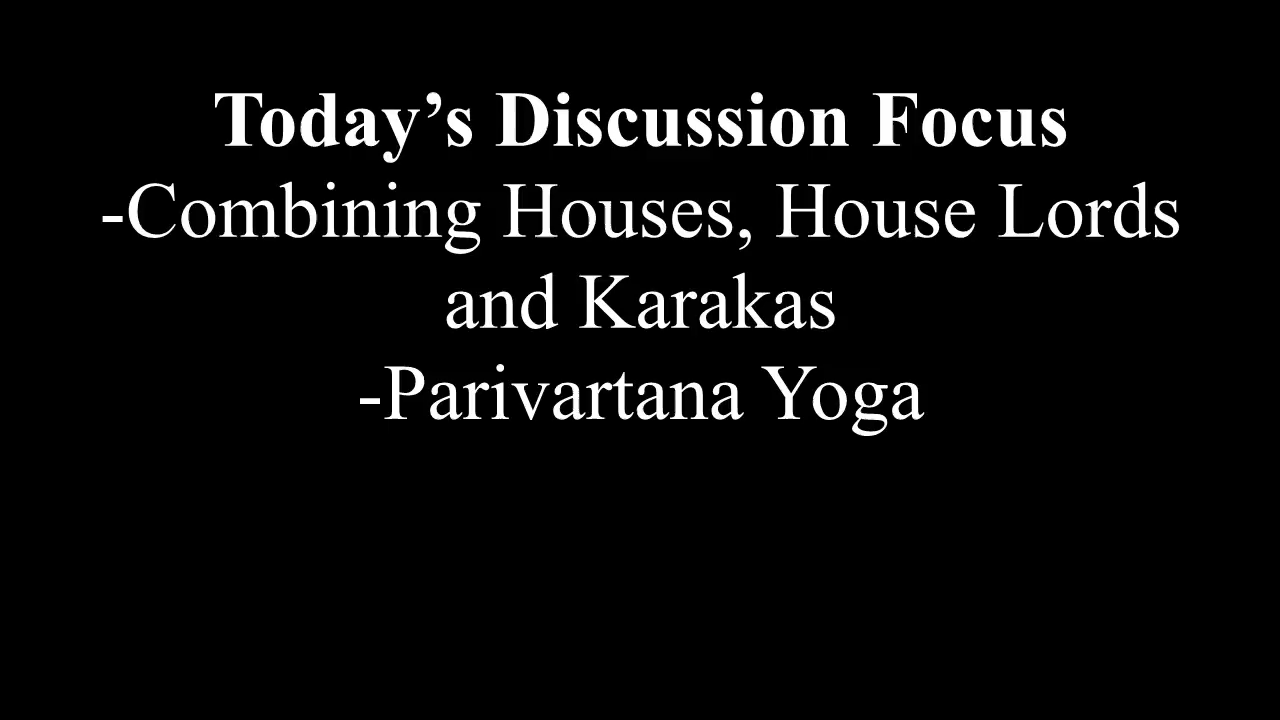 Today’s Discussion Focus
-Combining Houses, House Lords
and Karakas
-Parivartana Yoga